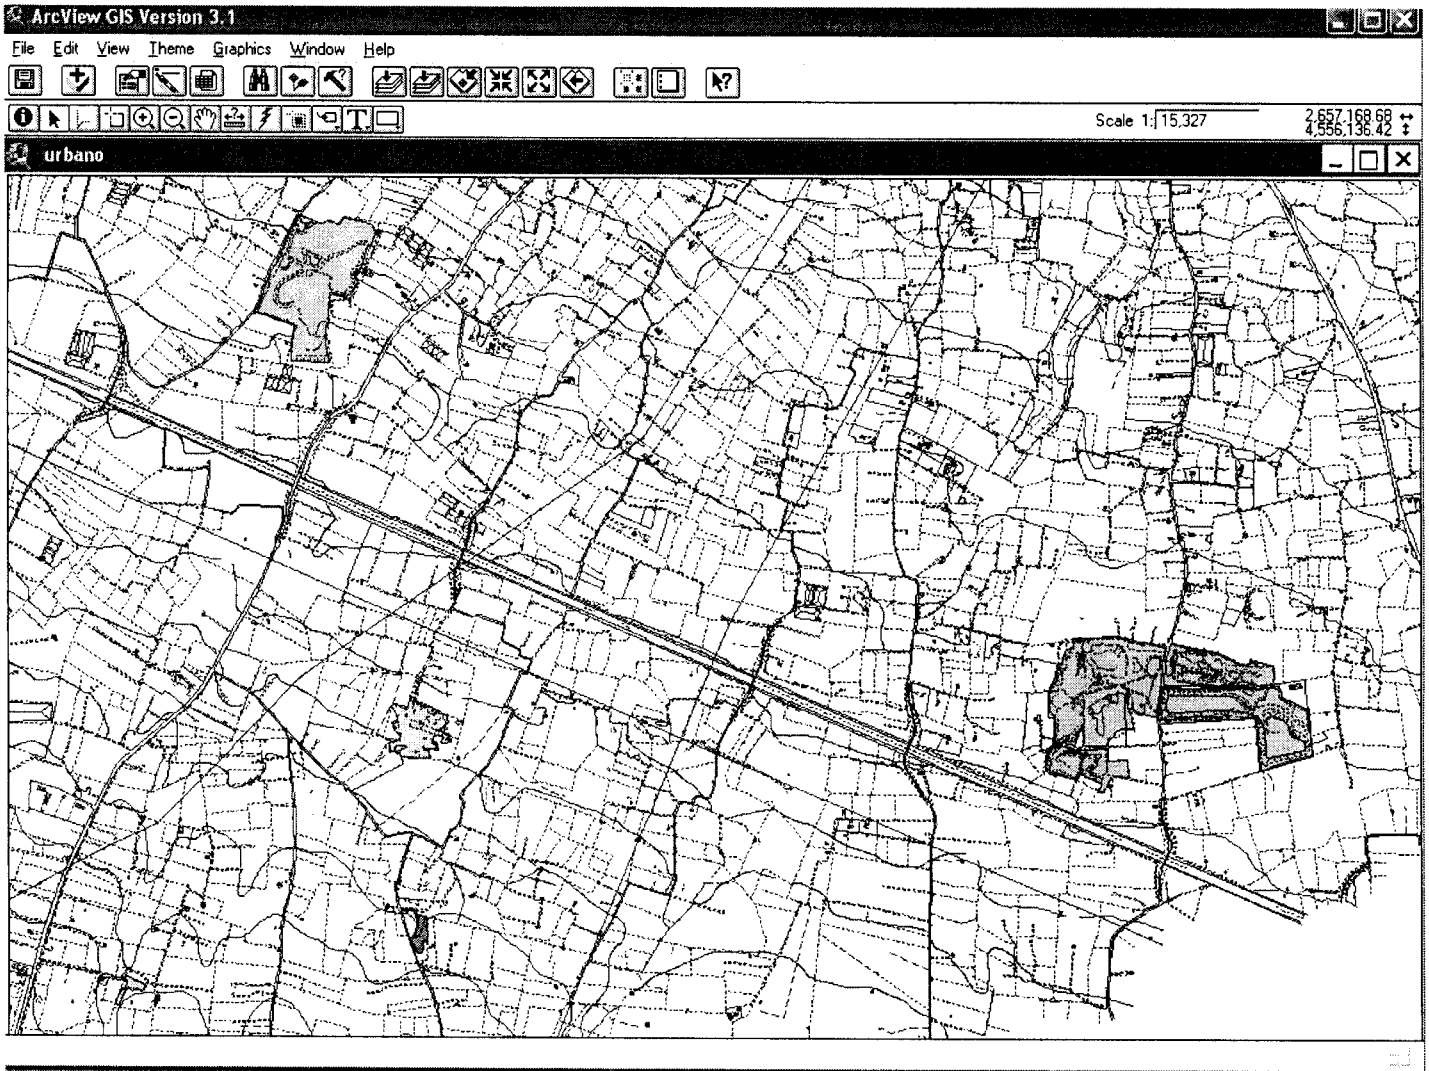 ArcView GIS Version 3.1
File Edit View Theme Graphics Window Help
Scale 1: 15,327
2,657,168.68
4,556,136.42
urbano